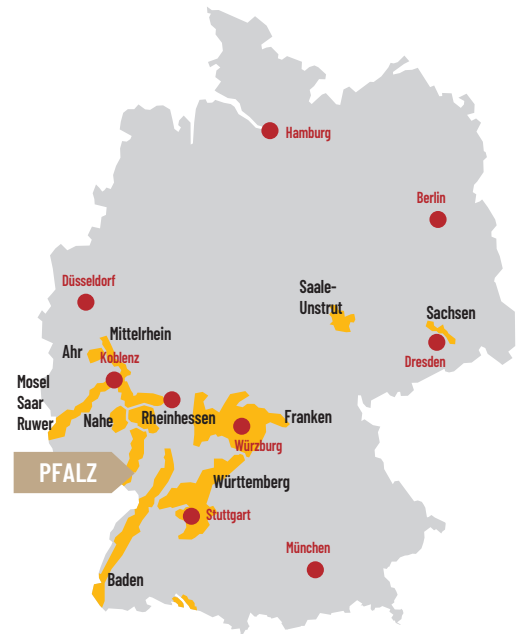 Hamburg
Berlin
Düsseldorf
Saale-
Unstrut
Sachsen
Mittelrhein
Ahr
Koblenz
Dresden
Mosel
Saar
Ruwer
Nahe
Rheinhessen
Franken
Würzburg
PFALZ
Württemberg
Stuttgart
München
Baden